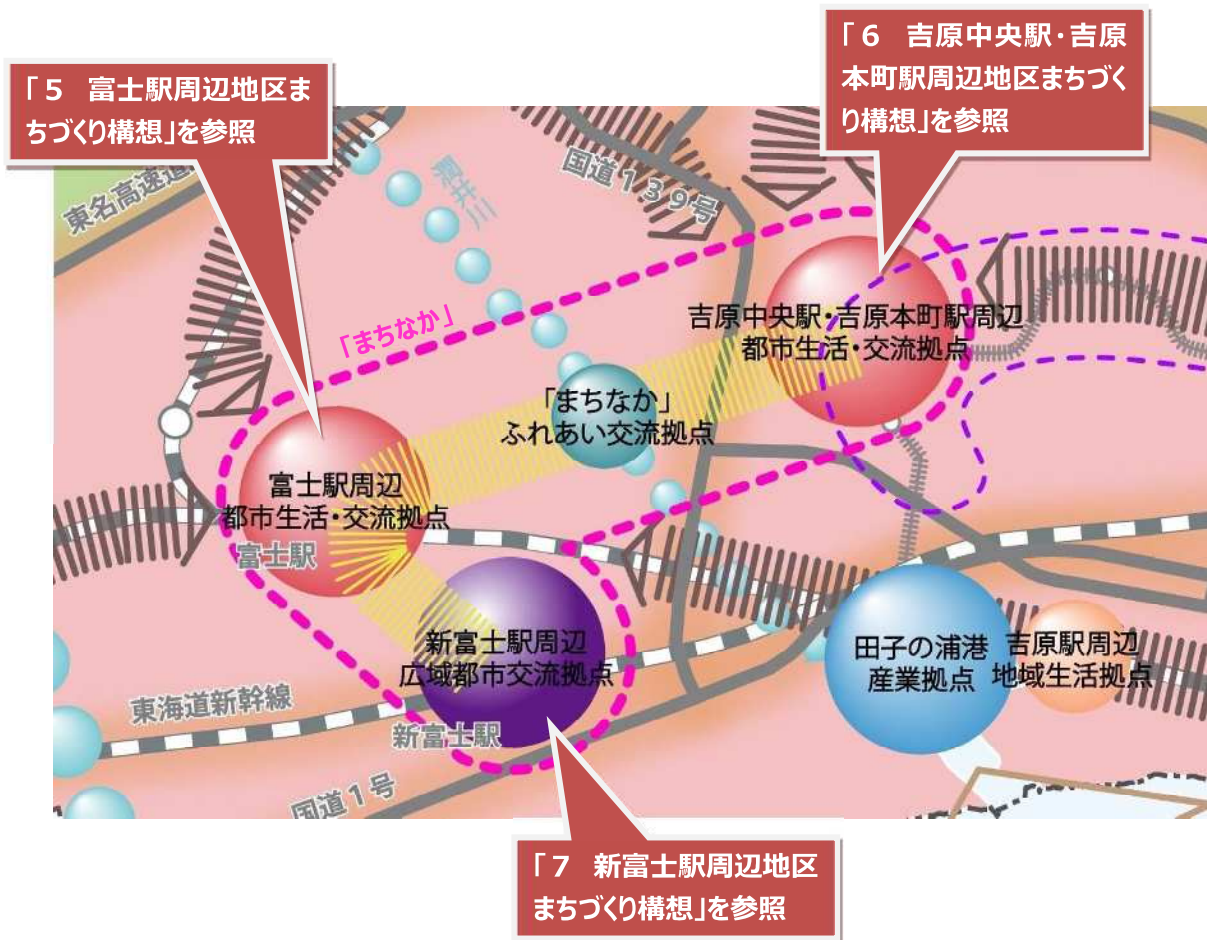 「6 吉原中央駅・吉原
本町駅周辺地区まちづく
り構想」を参照
「5 富士駅周辺地区ま
ちづくり構想」を参照
国道139号
潤井川
東名高速道
「まちなか」
吉原中央駅・吉原本町駅周辺
都市生活・交流拠点
「まちなか」
ふれあい交流拠点
富士駅周辺
都市生活・交流拠点
富士駅
新富士駅周辺
広域都市交流拠点
田子の浦港
産業拠点
吉原駅周辺
地域生活拠点
東海道新幹線
新富士駅
国道1号
「7 新富士駅周辺地区
まちづくり構想」を参照